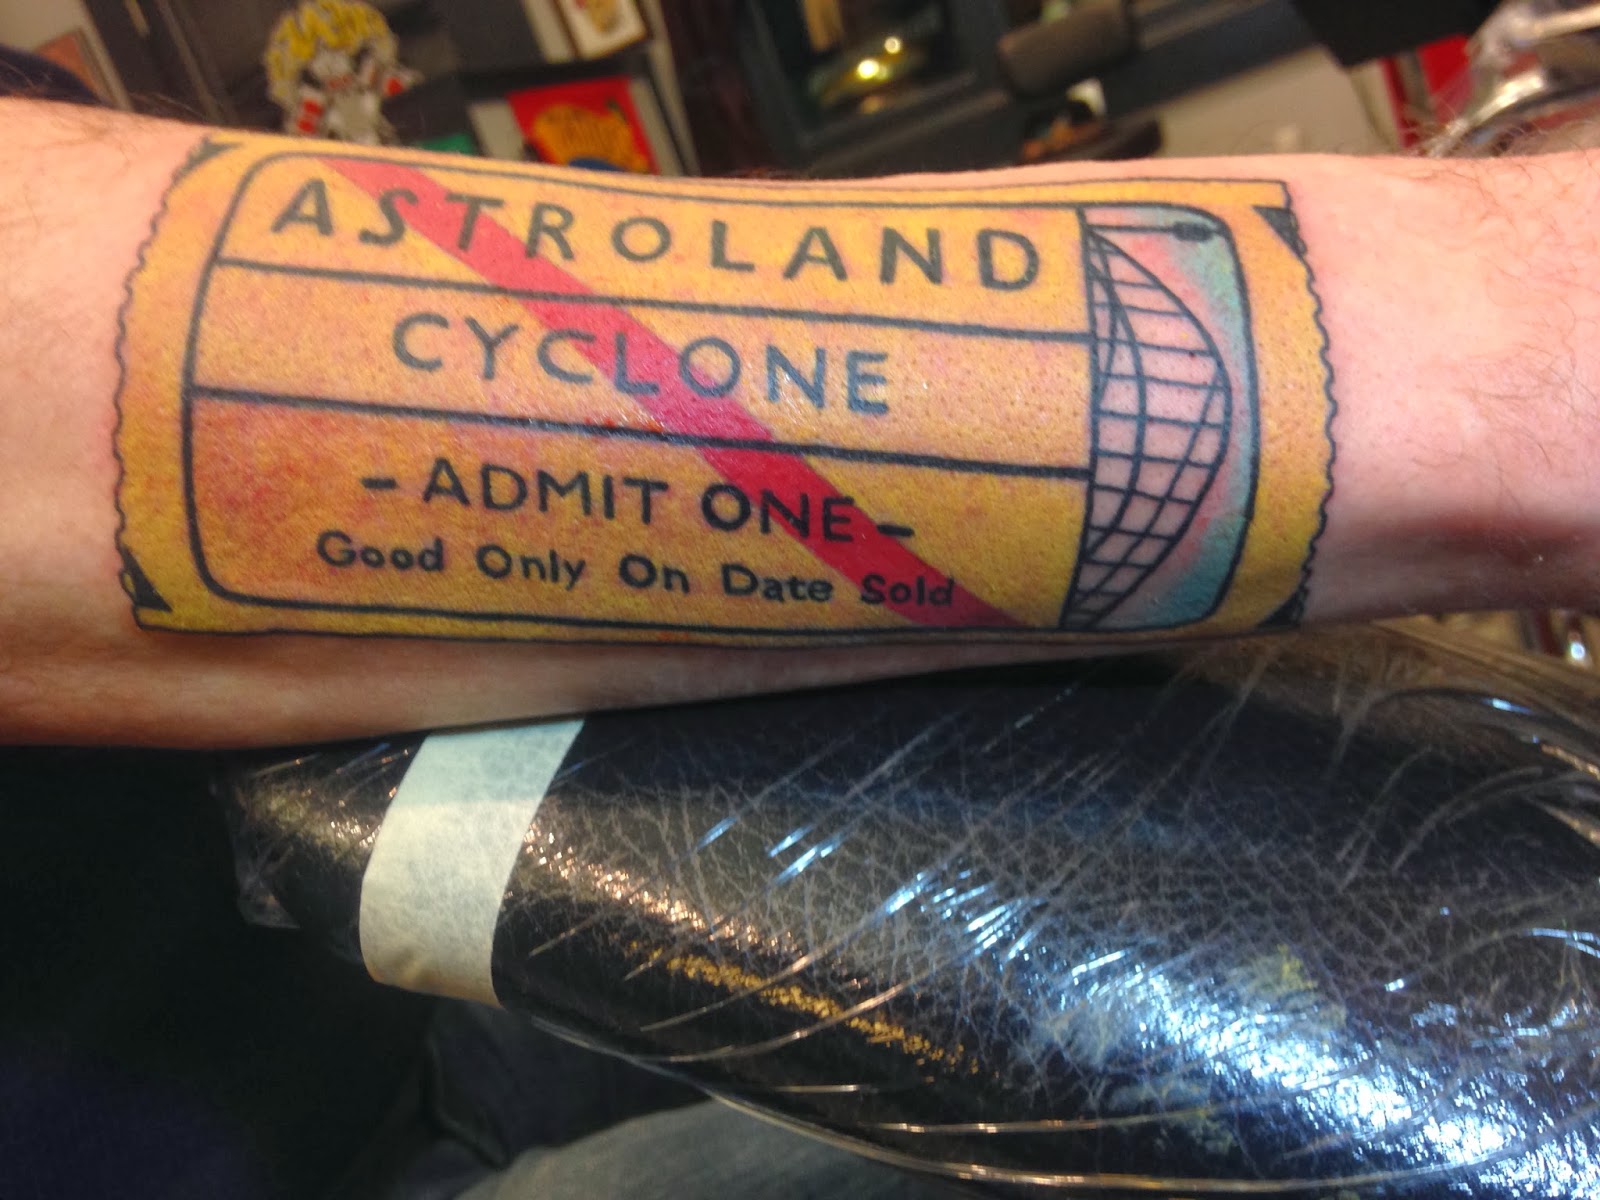 ASTROLAND
CYCLONE
- ADMIT ONE -
Good Only On Date Sold